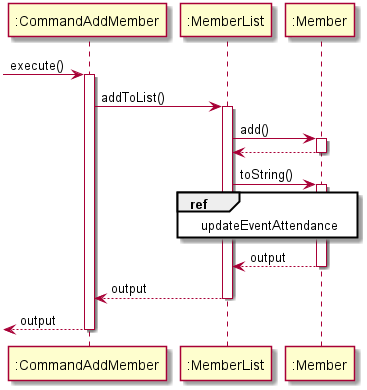 :CommandAddMember :MemberList :Member
execute()
addToList()
add()
toString()
ref
updateEventAttendance
output
output
output
:CommandAddMember :MemberList :Member